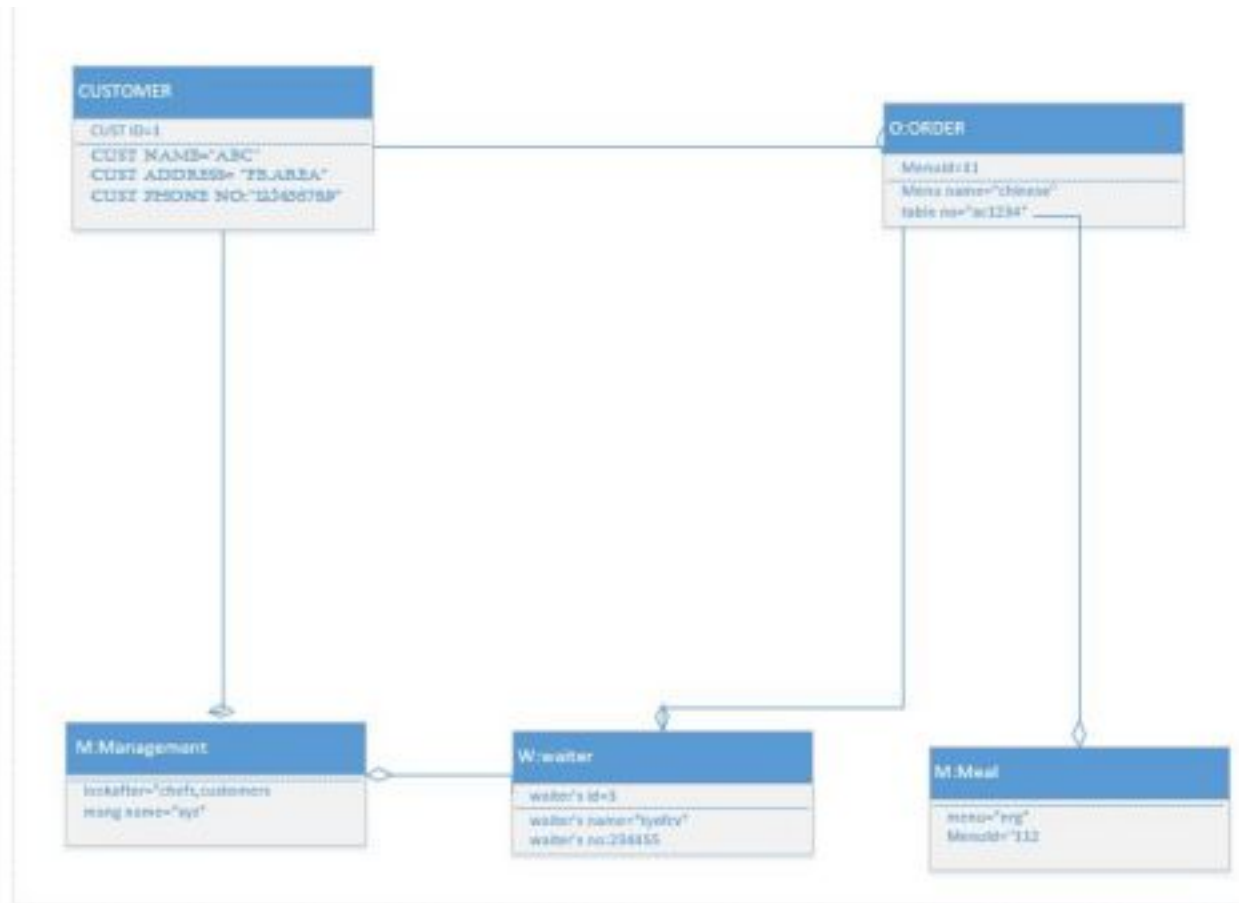 CUSTOMER
CUST ID=1
CUST NAME="ABC"
CUST ADDRESS= "FB.AREA"
CUST PHONE NO:"123456789"
O:ORDER
MenuId=11
Menu name="chinese"
table no="ac1234"
M:Management
lookafter="chefs,customers
mang name="xyz"
W:waiter
waiter's id=3
waiter's name=
waiter's no:234455
M:Meal
menu=
MenuId="112